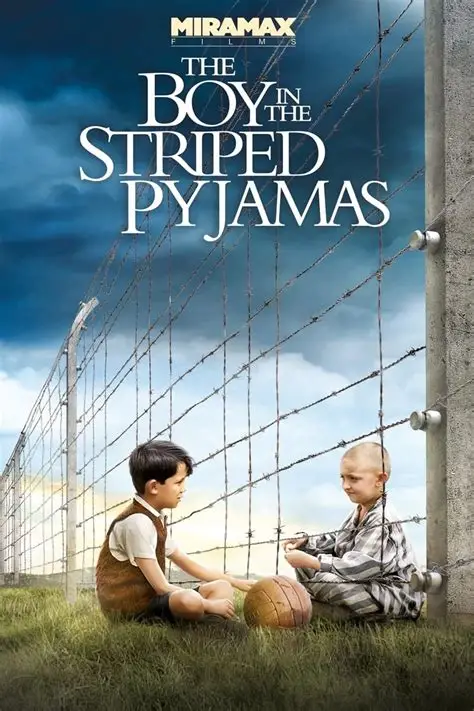 MIRAMAX
FILMS
THE
BOY IN
THE
STRIPED
PYJAMAS